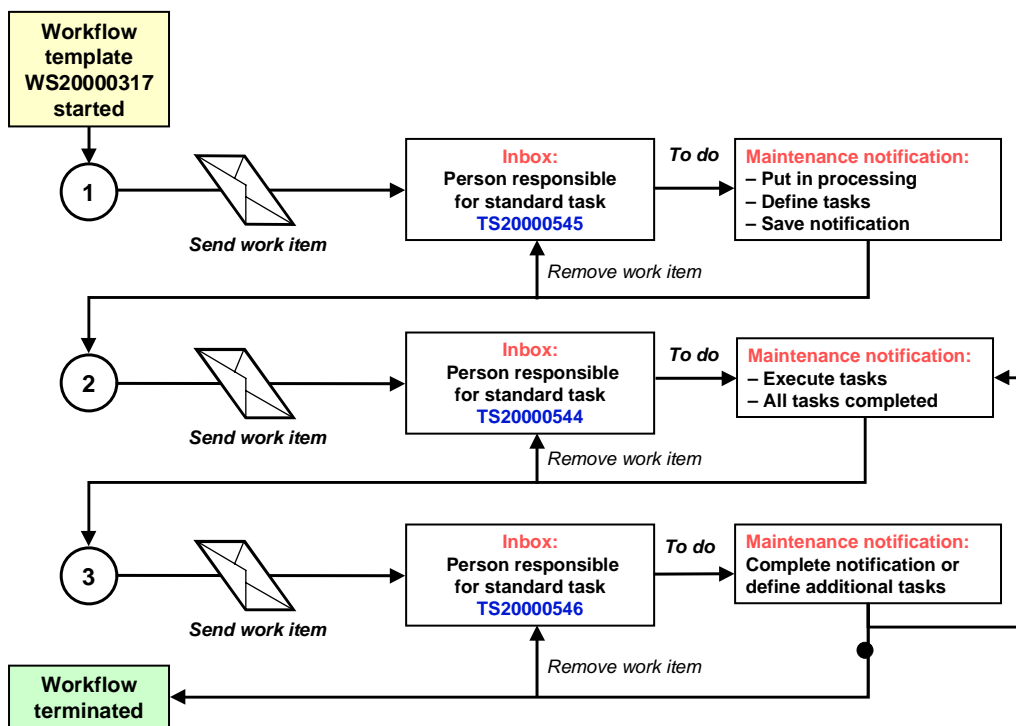 Workflow
template
WS20000317
started
1
Send work item
Inbox:
Person responsible
for standard task
TS20000545
To do
Maintenance notification:
– Put in processing
– Define tasks
– Save notification
Remove work item
2
Send work item
Inbox:
Person responsible
for standard task
TS20000544
To do
Maintenance notification:
– Execute tasks
– All tasks completed
Remove work item
3
Send work item
Inbox:
Person responsible
for standard task
TS20000546
To do
Maintenance notification:
Complete notification or
define additional tasks
Remove work item
Workflow
terminated